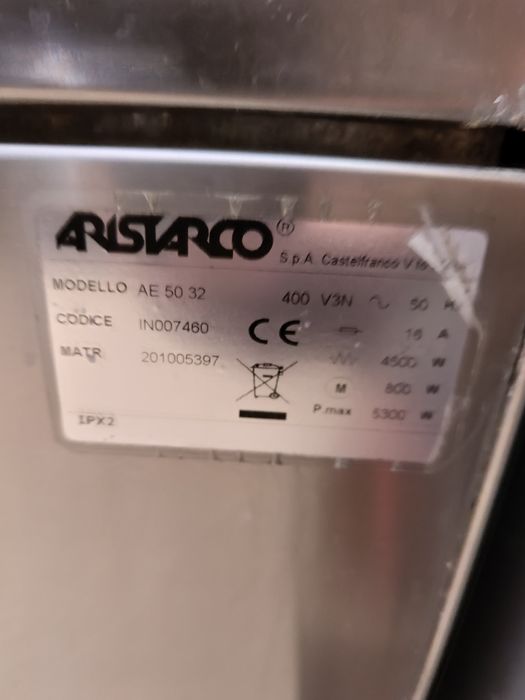 ARISTARCO ®
S.p.A. Castelfranco V.
MODELLO AE 50 32 400 V3N 50 H
CODICE IN007460 CE 16 A
MATR 201005397 4500 W
M 800 W
P.max 5300 W
IPX2